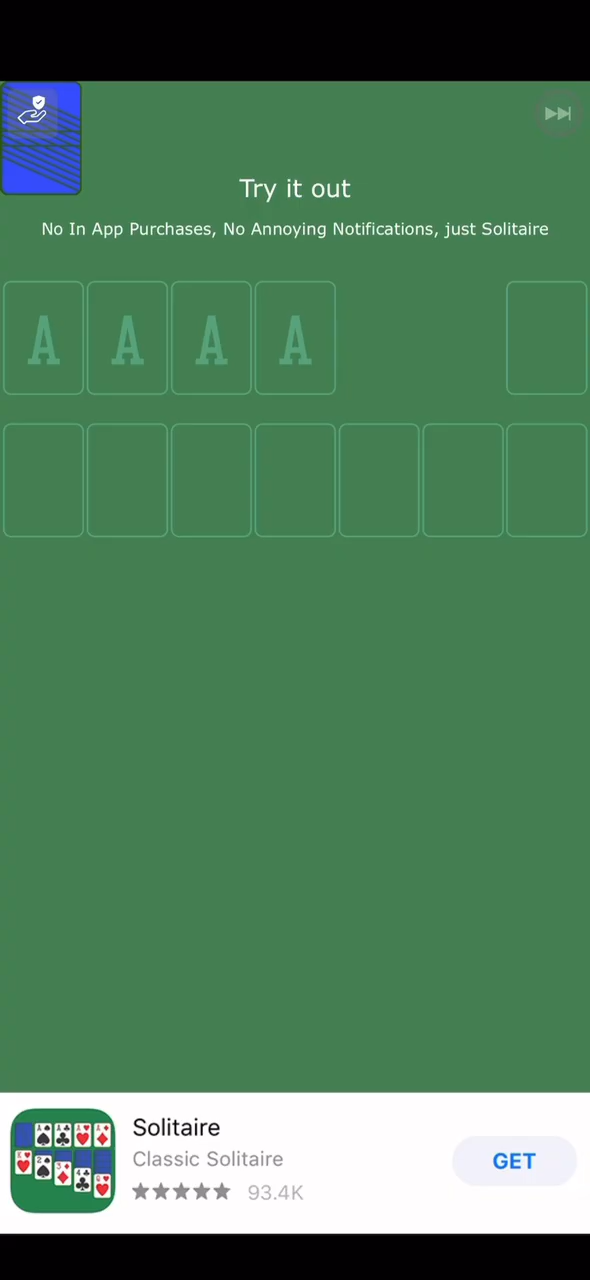 Try it out
No In App Purchases, No Annoying Notifications, just Solitaire
A A A A
Solitaire
Classic Solitaire
GET
93.4K